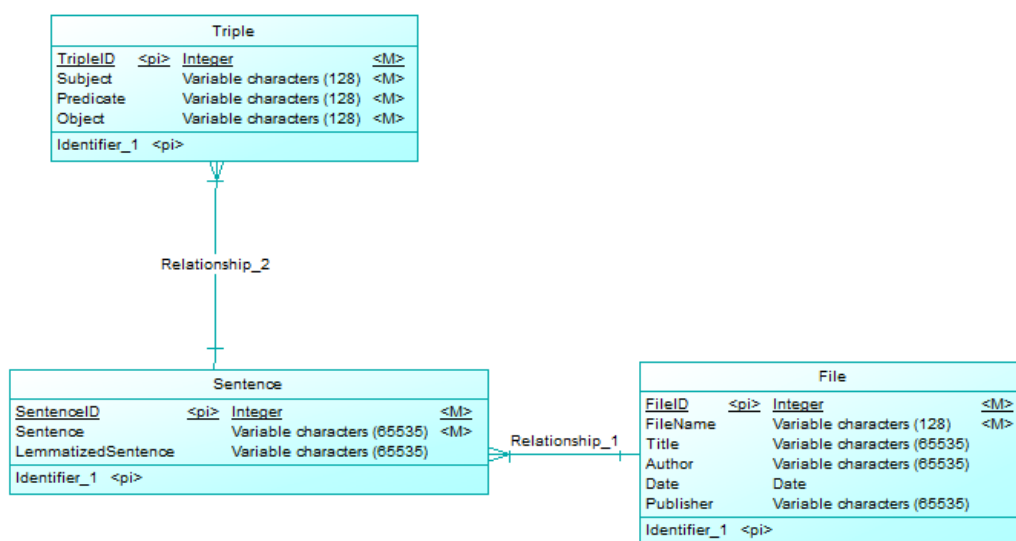 Triple
TripleID <pi> Integer <M>
Subject Variable characters (128) <M>
Predicate Variable characters (128) <M>
Object Variable characters (128) <M>
Identifier_1 <pi>
Relationship_2
Sentence
SentenceID <pi> Integer <M>
Sentence Variable characters (65535) <M>
LemmatizedSentence Variable characters (65535)
Identifier_1 <pi>
Relationship_1
File
FileID <pi> Integer <M>
FileName Variable characters (128) <M>
Title Variable characters (65535)
Author Variable characters (65535)
Date Date
Publisher Variable characters (65535)
Identifier_1 <pi>